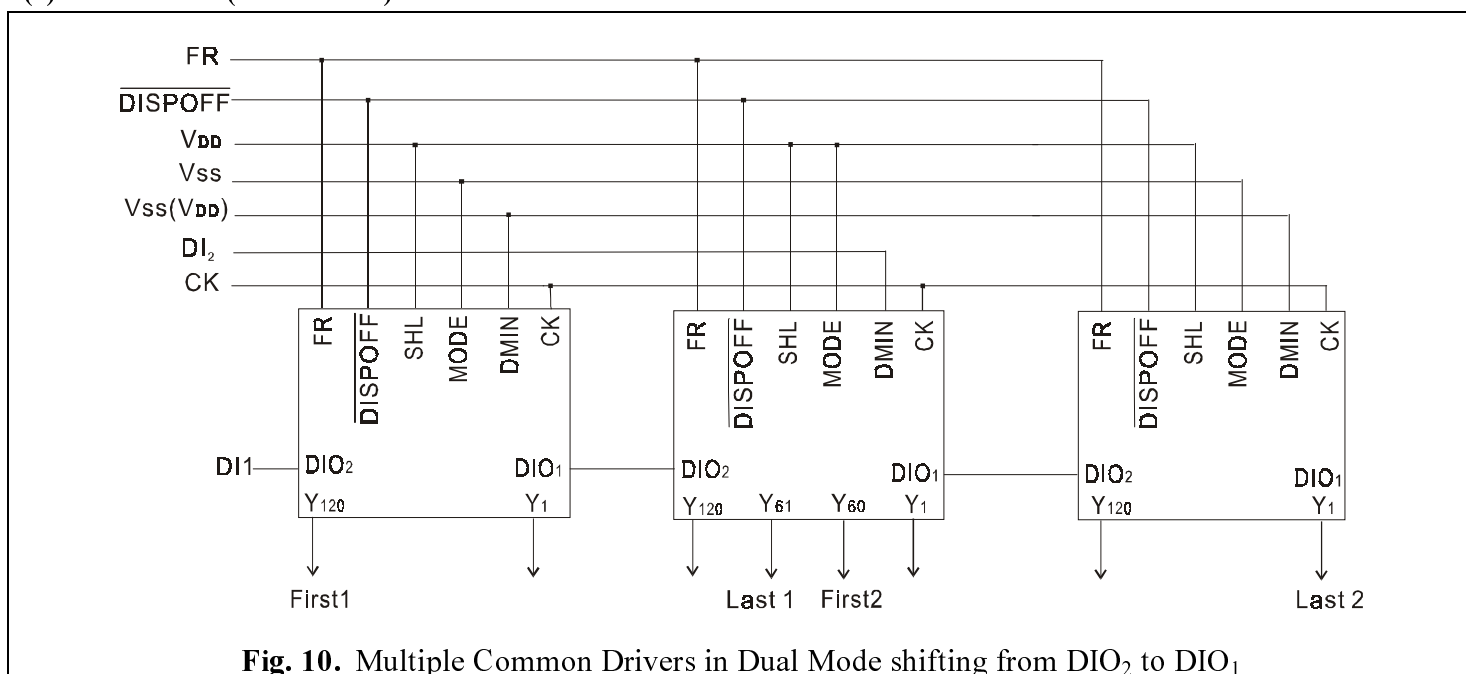 FR
DISPOFF
VDD
Vss
Vss(VDD)
DI2
CK
FR DISPOFF SHL MODE DMIN CK
FR DISPOFF SHL MODE DMIN CK
FR DISPOFF SHL MODE DMIN CK
DI1 DIO2 DIO1 DIO2 DIO1 DIO2 DIO1
Y120 Y1 Y120 Y61 Y60 Y1 Y120 Y1
First1 Last 1 First2 Last 2
Fig. 10. Multiple Common Drivers in Dual Mode shifting from DIO2 to DIO1